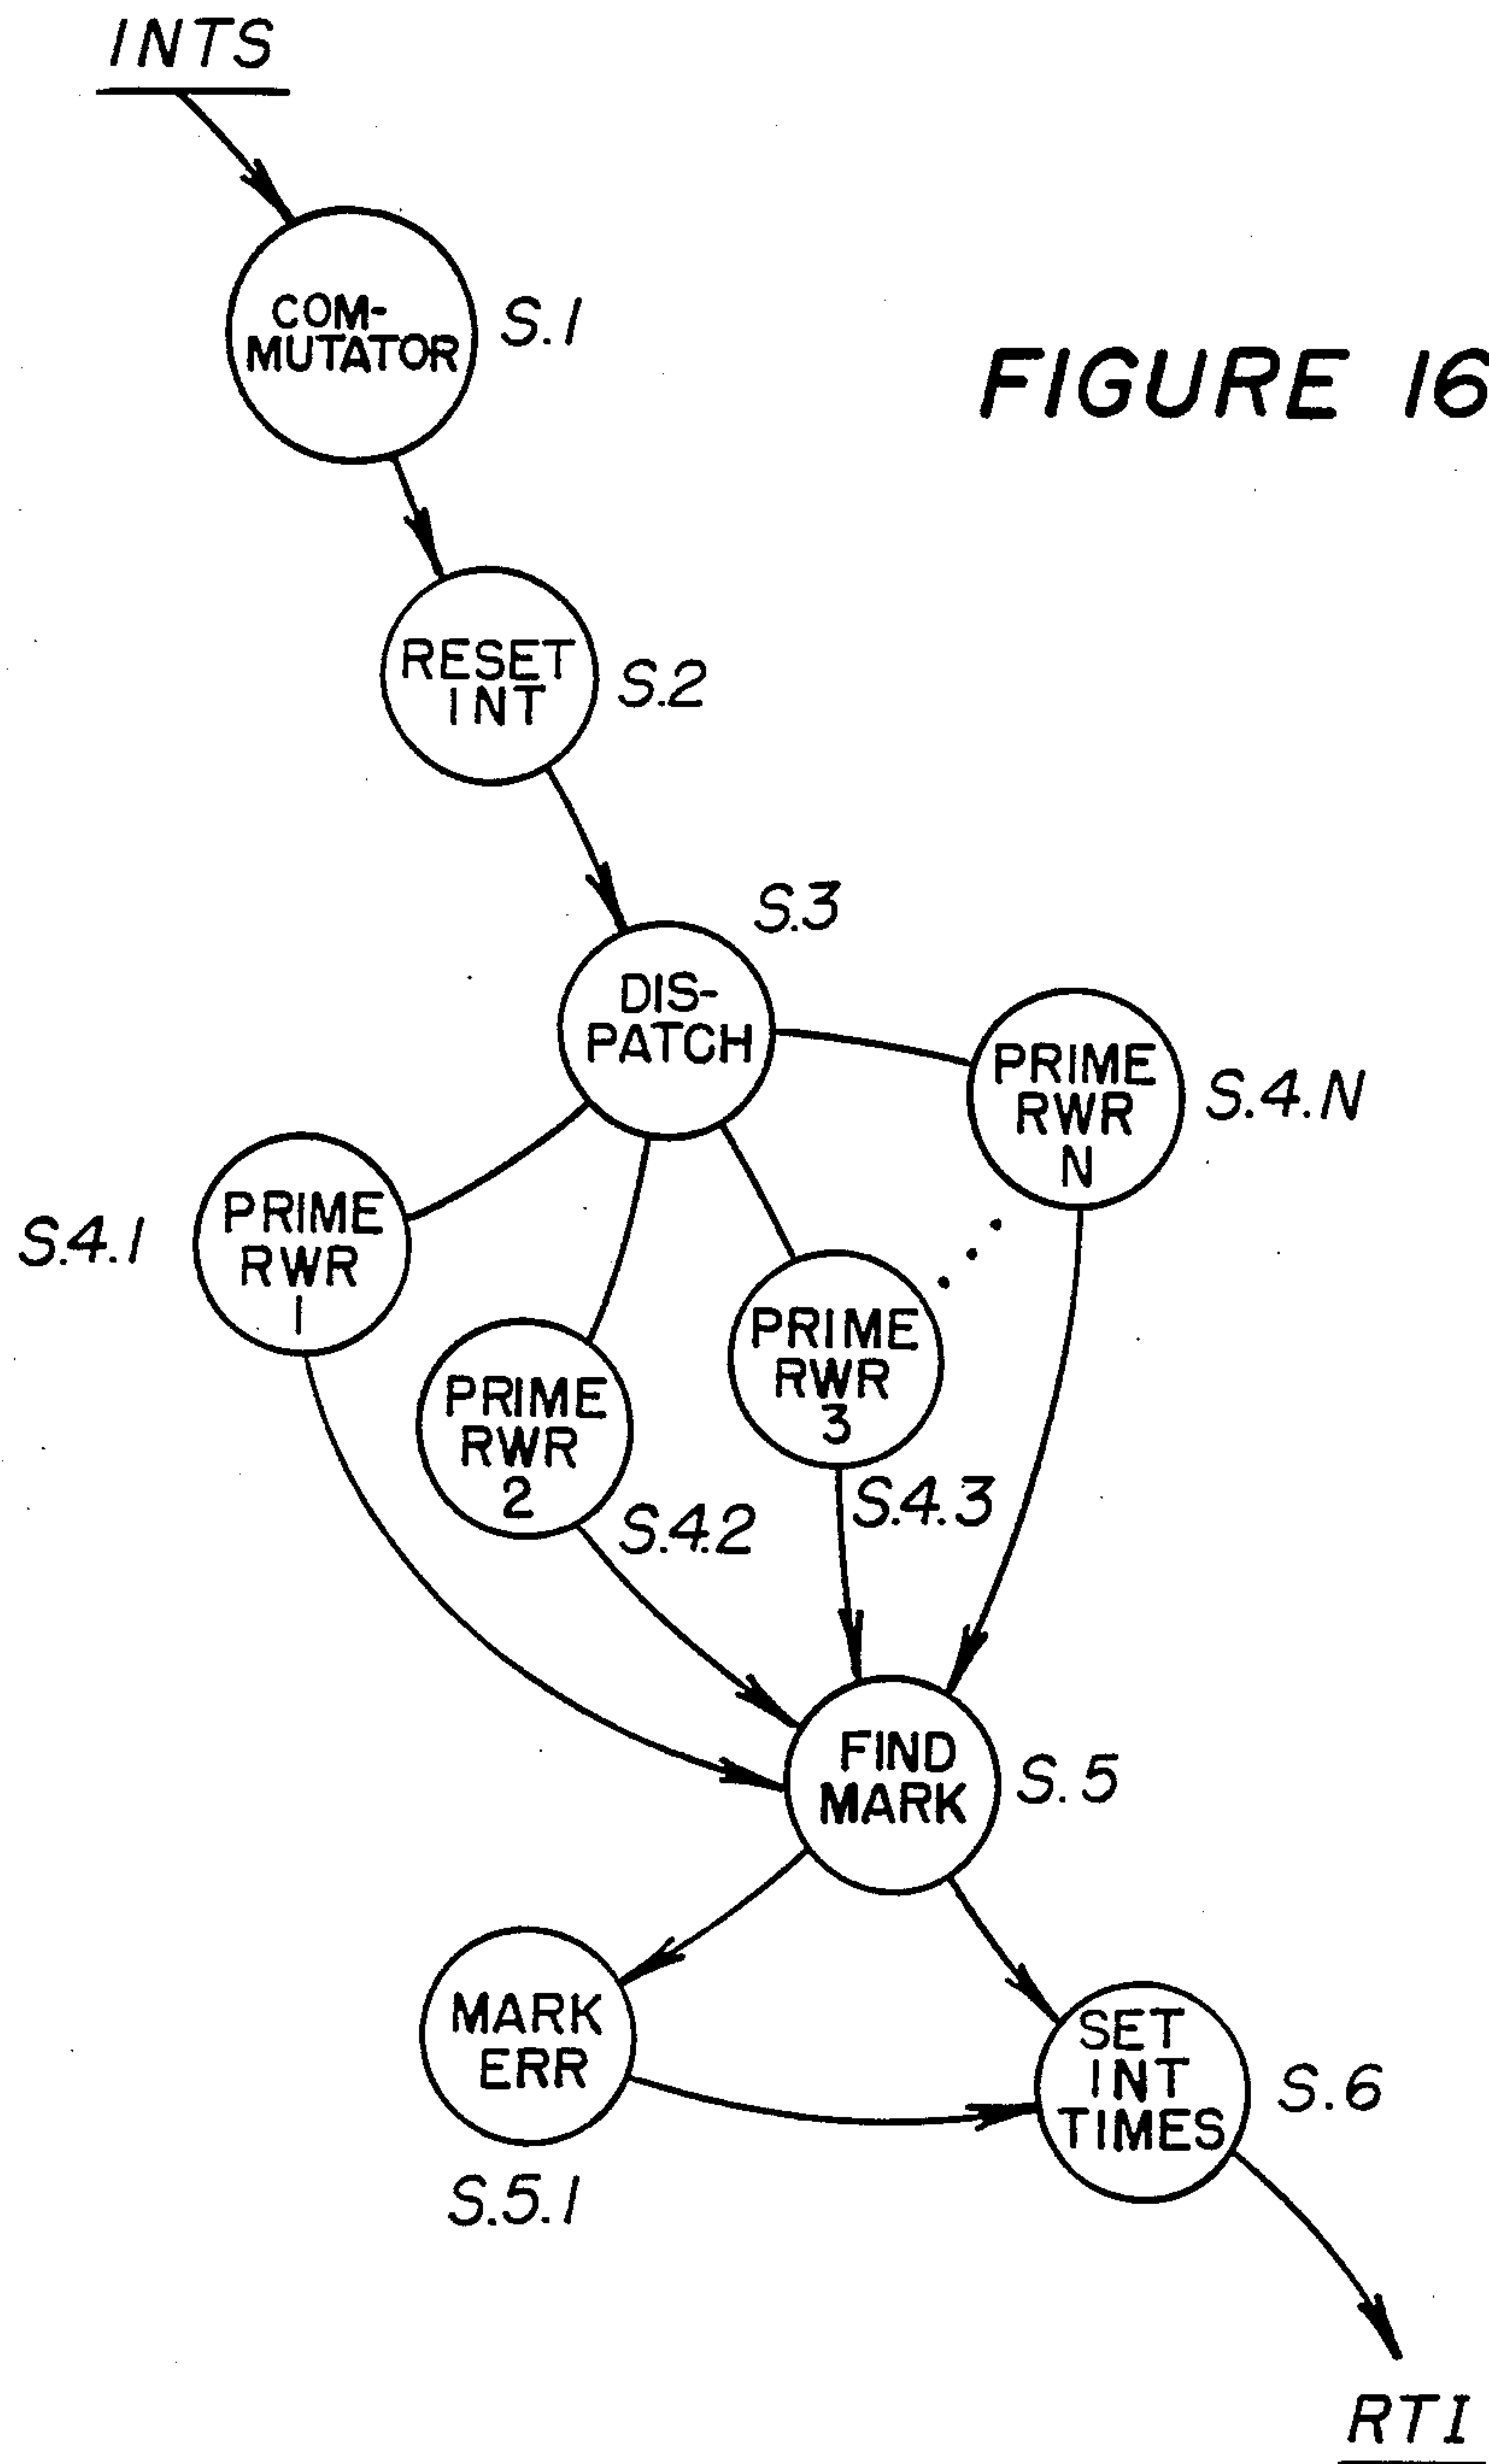 INTS
COM-
MUTATOR
S.1
FIGURE 16
RESET
INT
S.2
S.3
DIS-
PATCH
PRIME
RWR
N
S.4.N
S.4.1
PRIME
RWR
1
PRIME
RWR
2
S.4.2
PRIME
RWR
3
S.4.3
FIND
MARK
S.5
MARK
ERR
S.5.1
SET
INT
TIMES
S.6
RTI